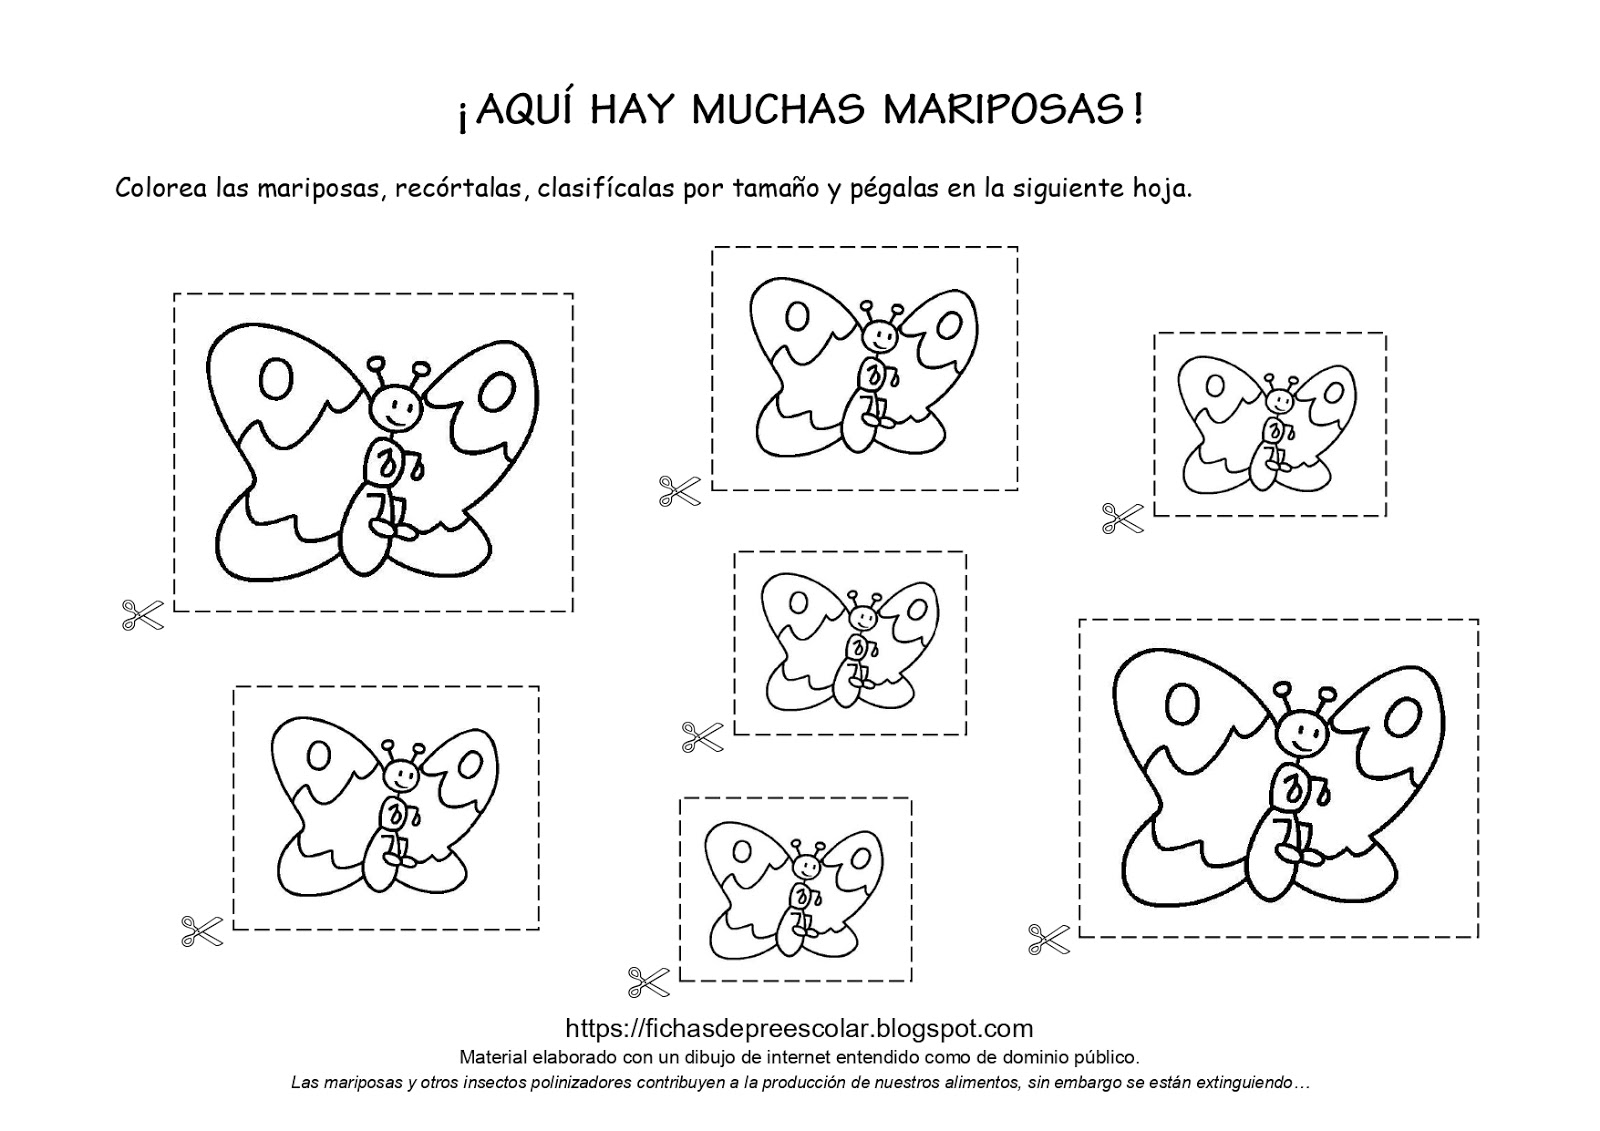 ¡AQUÍ HAY MUCHAS MARIPOSAS!
Colorea las mariposas, recórtalas, clasifícalas por tamaño y pégalas en la siguiente hoja.
https://fichasdepreescolar.blogspot.com
Material elaborado con un dibujo de internet entendido como de dominio público.
Las mariposas y otros insectos polinizadores contribuyen a la producción de nuestros alimentos, sin embargo se están extinguiendo…